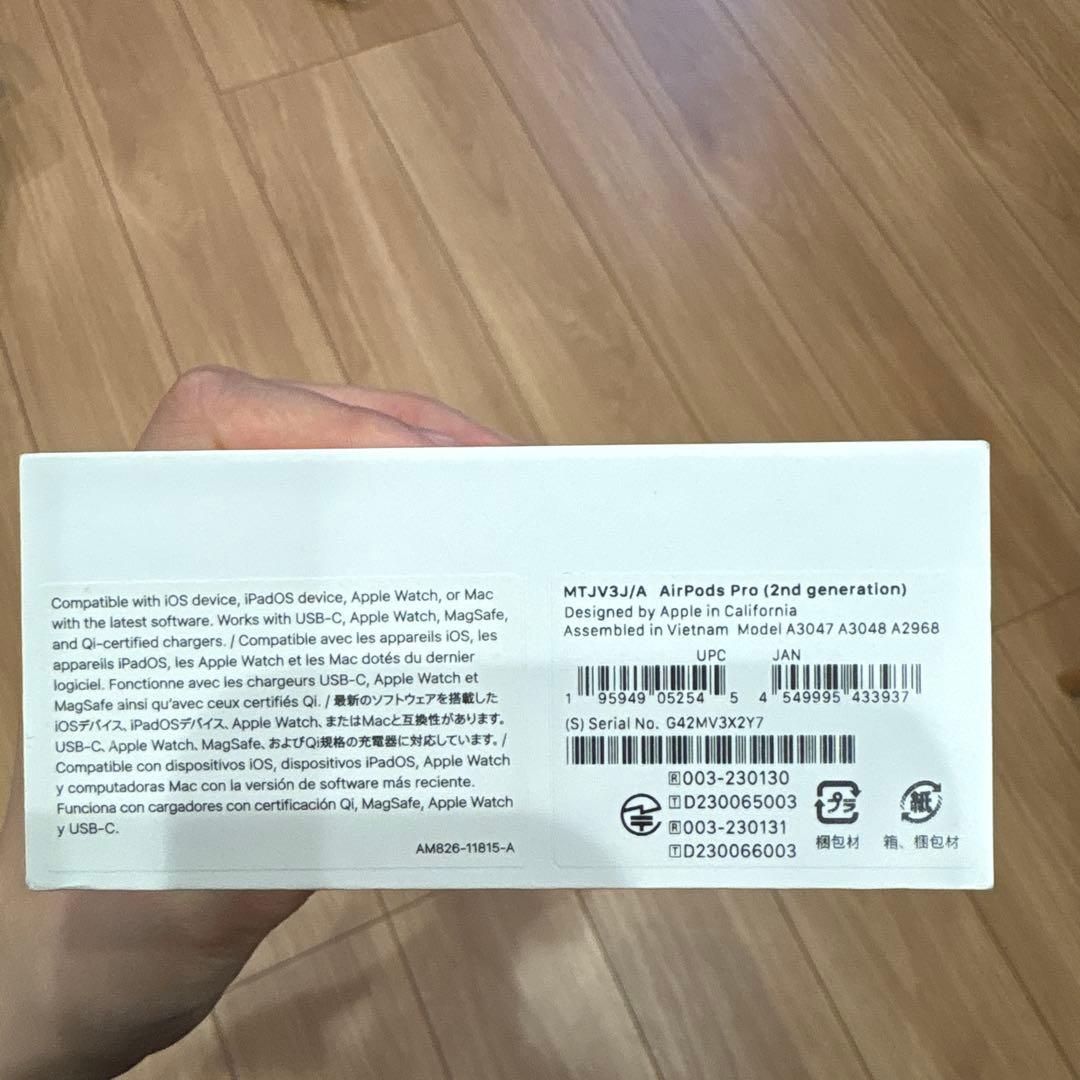 Compatible with iOS device, iPadOS device, Apple Watch, or Mac
with the latest software. Works with USB-C, Apple Watch, MagSafe,
and Qi-certified chargers. / Compatible avec les appareils iOS, les
appareils iPadOS, les Apple Watch et les Mac dotés du dernier
logiciel. Fonctionne avec les chargeurs USB-C, Apple Watch et
MagSafe ainsi qu'avec ceux certifiés Qi. / 最新のソフトウェアを搭載した
iOSデバイス、iPadOSデバイス、Apple Watch、またはMacと互換性があります。
USB-C、Apple Watch、MagSafe、およびQi規格の充電器に対応しています。/
Compatible con dispositivos iOS, dispositivos iPadOS, Apple Watch
y computadoras Mac con la versión de software más reciente.
Funciona con cargadores con certificación Qi, MagSafe, Apple Watch
y USB-C.
AM826-11815-A
MTJV3J/A AirPods Pro (2nd generation)
Designed by Apple in California
Assembled in Vietnam Model A3047 A3048 A2968
UPC JAN
1 95949 05254 5 4 549995 433937
(S) Serial No. G42MV3X2Y7
R 003-230130
T D230065003
R 003-230131
T D230066003
プラ 紙
梱包材 箱、梱包材